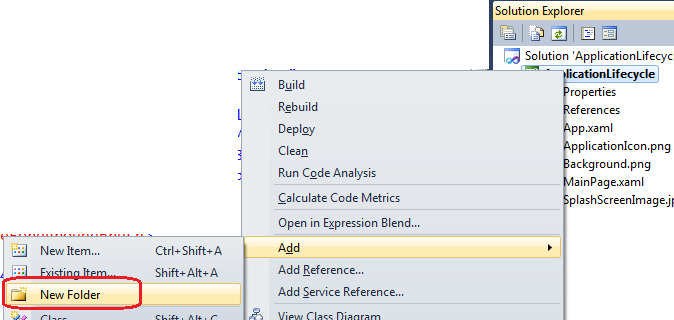 Solution Explorer
Solution 'ApplicationLifecyc
ApplicationLifecycle
Properties
References
App.xaml
ApplicationIcon.png
Background.png
MainPage.xaml
SplashScreenImage.j
Build
Rebuild
Deploy
Clean
Run Code Analysis
Calculate Code Metrics
Open in Expression Blend...
Add
Add Reference...
Add Service Reference...
View Class Diagram
New Item... Ctrl+Shift+A
Existing Item... Shift+Alt+A
New Folder
Class... Shift+Alt+C